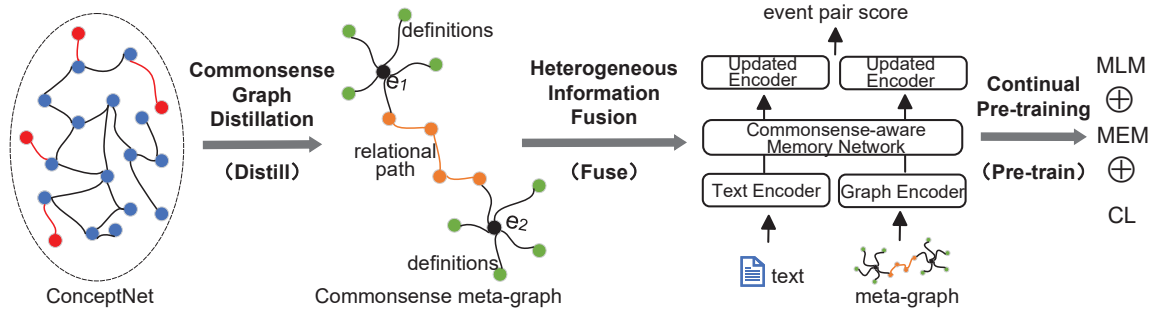 ConceptNet
Commonsense
Graph
Distillation
(Distill)
definitions
e1
relational
path
e2
definitions
Commonsense meta-graph
Heterogeneous
Information
Fusion
(Fuse)
event pair score
Updated
Encoder
Updated
Encoder
Commonsense-aware
Memory Network
Text Encoder
Graph Encoder
text
meta-graph
Continual
Pre-training
(Pre-train)
MLM
⊕
MEM
⊕
CL